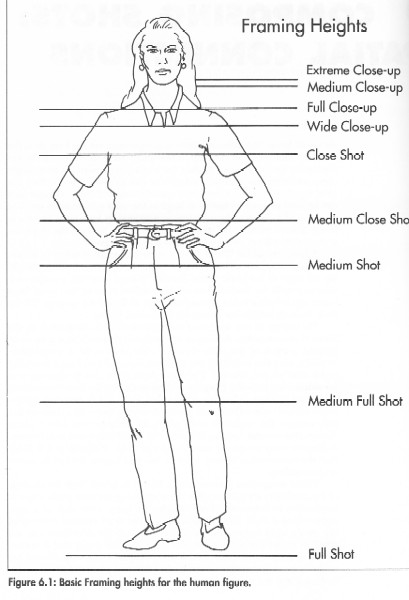 Framing Heights
Extreme Close-up
Medium Close-up
Full Close-up
Wide Close-up
Close Shot
Medium Close Sho
Medium Shot
Medium Full Shot
Full Shot
Figure 6.1: Basic Framing heights for the human figure.